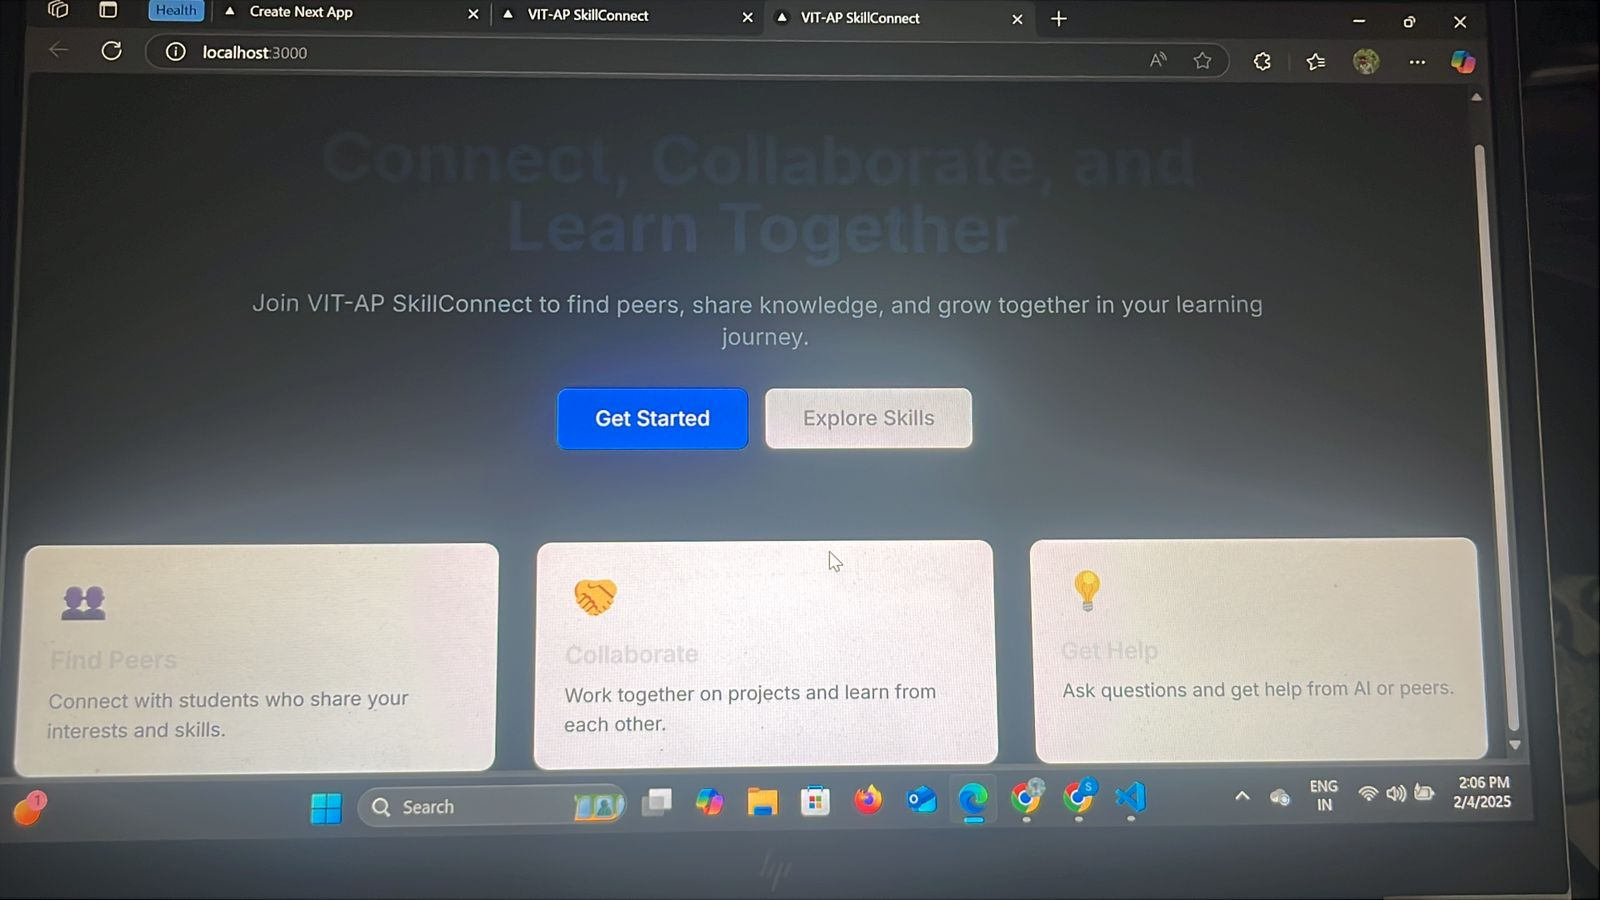 Health
Create Next App
VIT-AP SkillConnect
VIT-AP SkillConnect
localhost:3000
Connect, Collaborate, and
Learn Together
Join VIT-AP SkillConnect to find peers, share knowledge, and grow together in your learning
journey.
Get Started
Explore Skills
Find Peers
Connect with students who share your
interests and skills.
Collaborate
Work together on projects and learn from
each other.
Get Help
Ask questions and get help from AI or peers.
1
Search
S
ENG
IN
2:06 PM
2/4/2025
hp